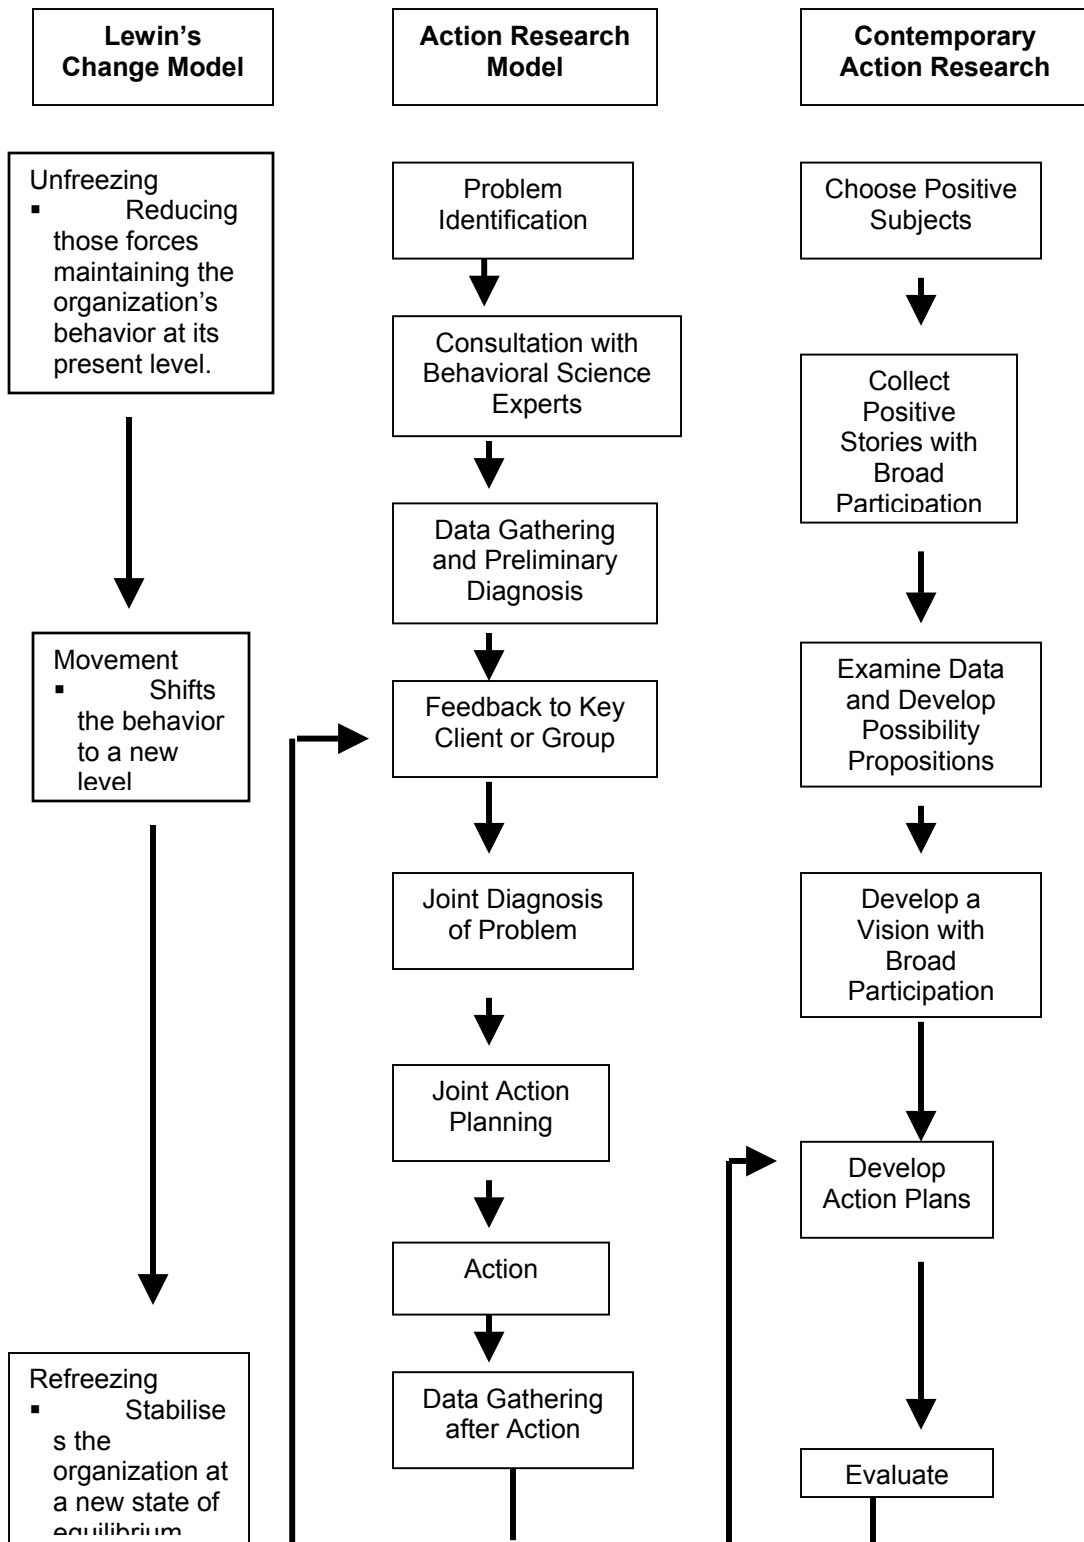 Lewin's
Change Model
Action Research
Model
Contemporary
Action Research
Unfreezing
▪ Reducing
those forces
maintaining the
organization's
behavior at its
present level.
Movement
▪ Shifts
the behavior
to a new
level
Refreezing
▪ Stabilise
s the
organization at
a new state of
equilibrium
Problem
Identification
Consultation with
Behavioral Science
Experts
Data Gathering
and Preliminary
Diagnosis
Feedback to Key
Client or Group
Joint Diagnosis
of Problem
Joint Action
Planning
Action
Data Gathering
after Action
Choose Positive
Subjects
Collect
Positive
Stories with
Broad
Participation
Examine Data
and Develop
Possibility
Propositions
Develop a
Vision with
Broad
Participation
Develop
Action Plans
Evaluate